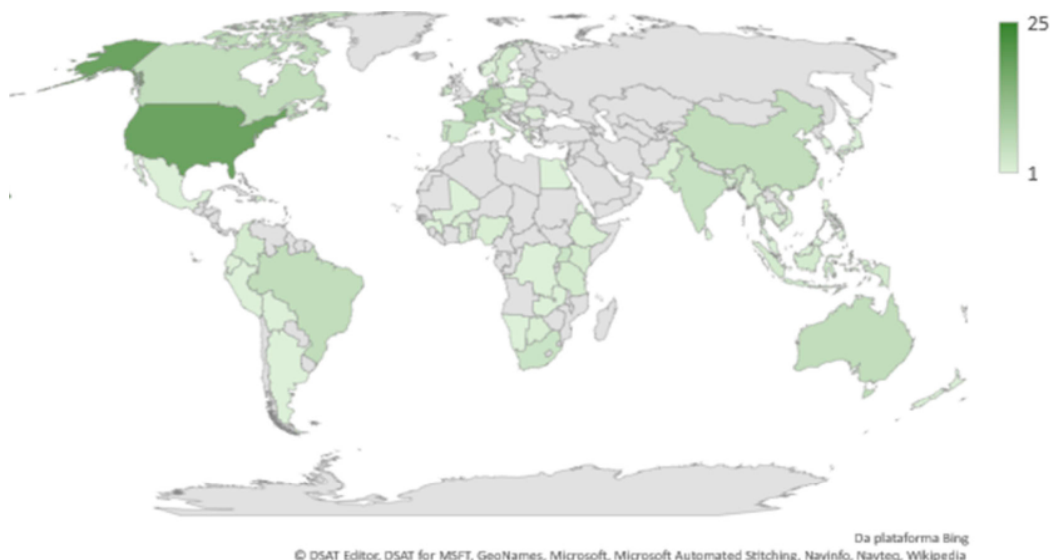 25
1
Da plataforma Bing
© DSAT Editor, DSAT for MSFT, GeoNames, Microsoft, Microsoft Automated Stitching, Navinfo, Navteq, Wikipedia